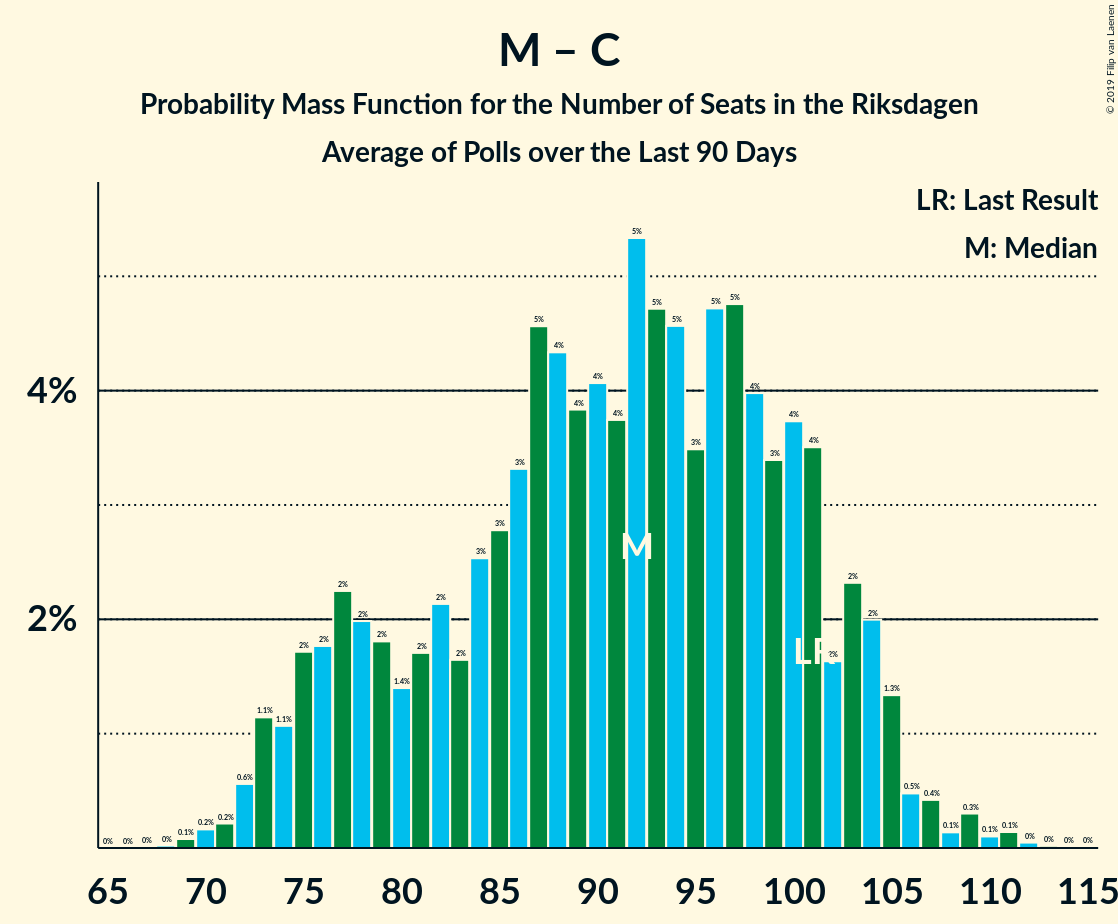 M – C
Probability Mass Function for the Number of Seats in the Riksdagen
Average of Polls over the Last 90 Days
© 2019 Filip van Laenen
LR: Last Result
M: Median
4%
2%
0% 0% 0% 0% 0.1% 0.2% 0.2% 0.6% 1.1% 1.1% 2% 2% 2% 2% 2% 1.4% 2% 2% 2% 3% 3% 3% 5% 4% 4% 4% 4% 5% 5% 5% 3% 5% 5% 4% 3% 4% 4% 2% 2% 2% 1.3% 0.5% 0.4% 0.1% 0.3% 0.1% 0.1% 0% 0% 0% 0%
M
LR
65 70 75 80 85 90 95 100 105 110 115